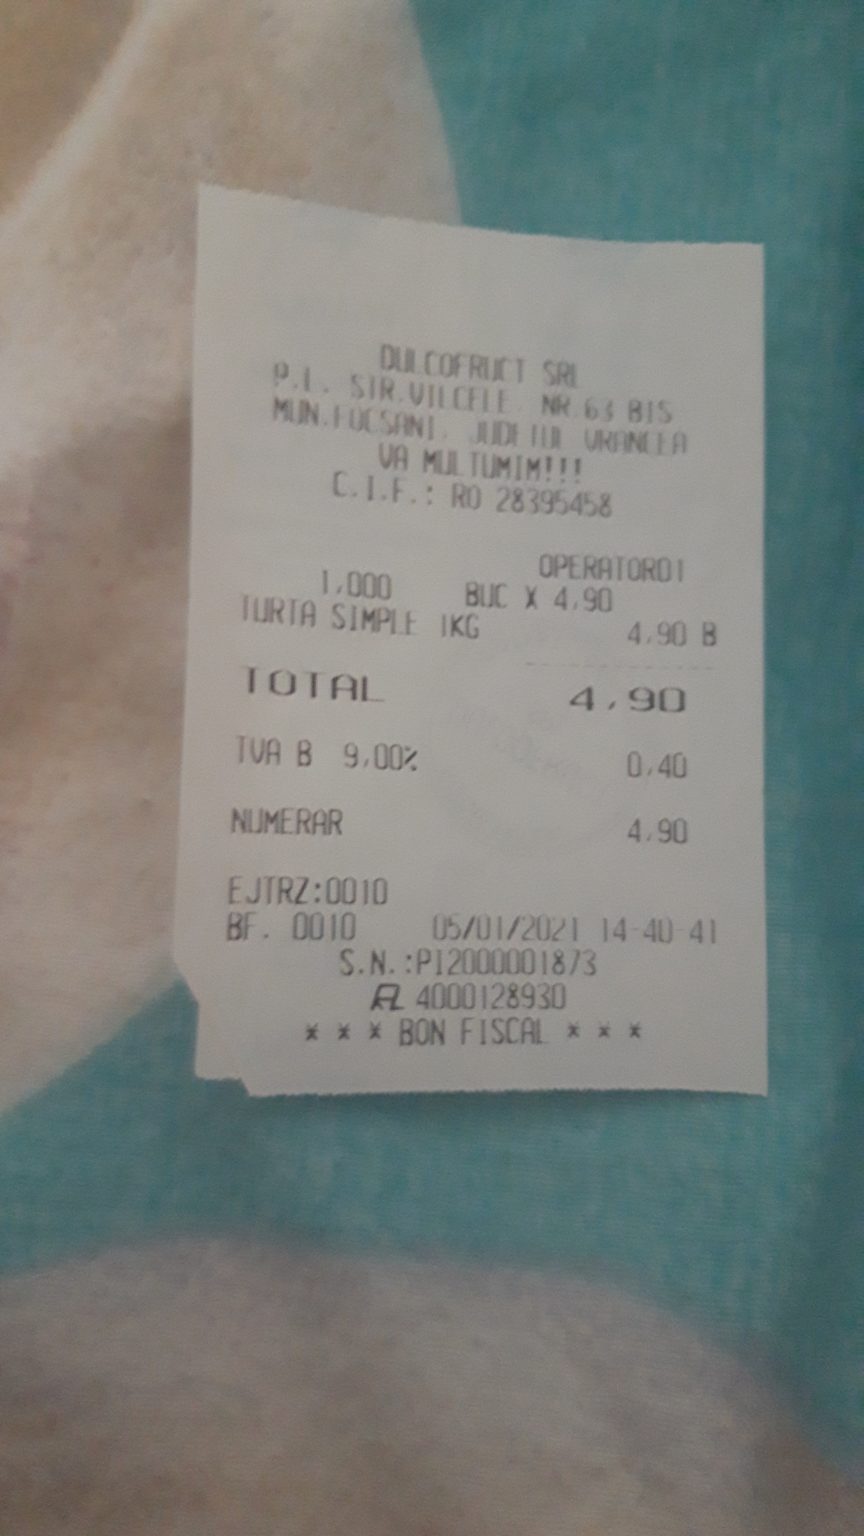 DULCOFRUCT SRL
P.L. STR.VILCELE NR.63 BIS
MUN.FOCSANI, JUDETUL VRANCEA
VA MULTUMIM!!!
C.I.F.: RO 28395458
OPERATOR01
1,000 BUC X 4,90
TURTA SIMPLE 1KG 4,90 B
TOTAL 4,90
TVA B 9,00% 0,40
NUMERAR 4,90
EJTRZ:0010
BF. 0010 05/01/2021 14-40-41
S.N.:PI2000001873
4000128930
* * * BON FISCAL * * *